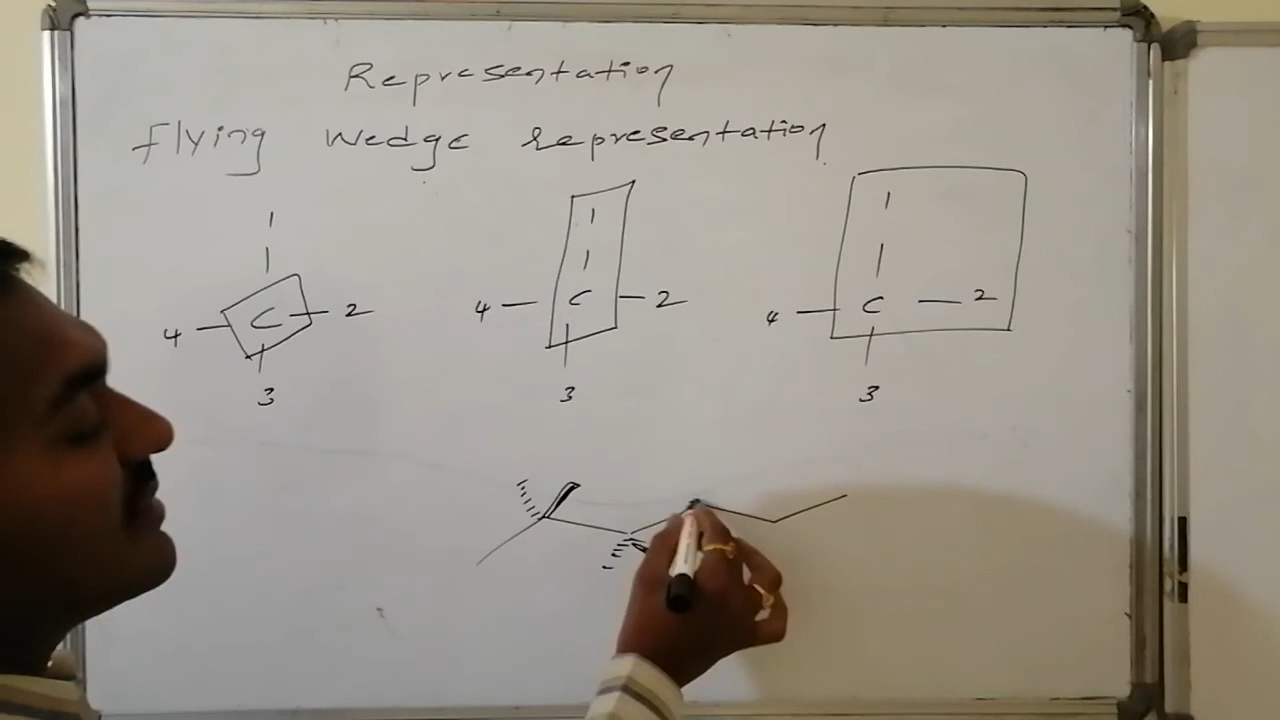 Representation
Flying Wedge representation
1 1 1
4 C 2 4 C 2 4 C 2
3 3 3